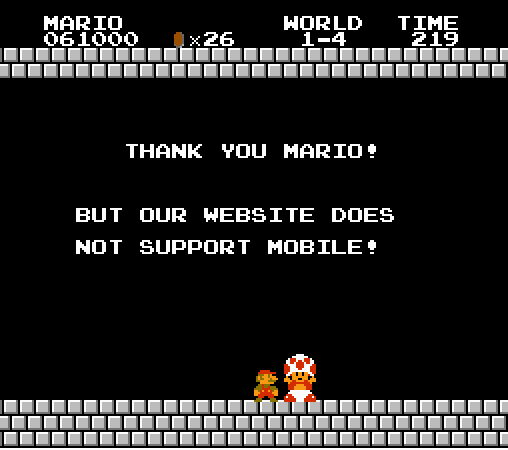 MARIO WORLD TIME
061000 ×26 1-4 219
THANK YOU MARIO!
BUT OUR WEBSITE DOES
NOT SUPPORT MOBILE!